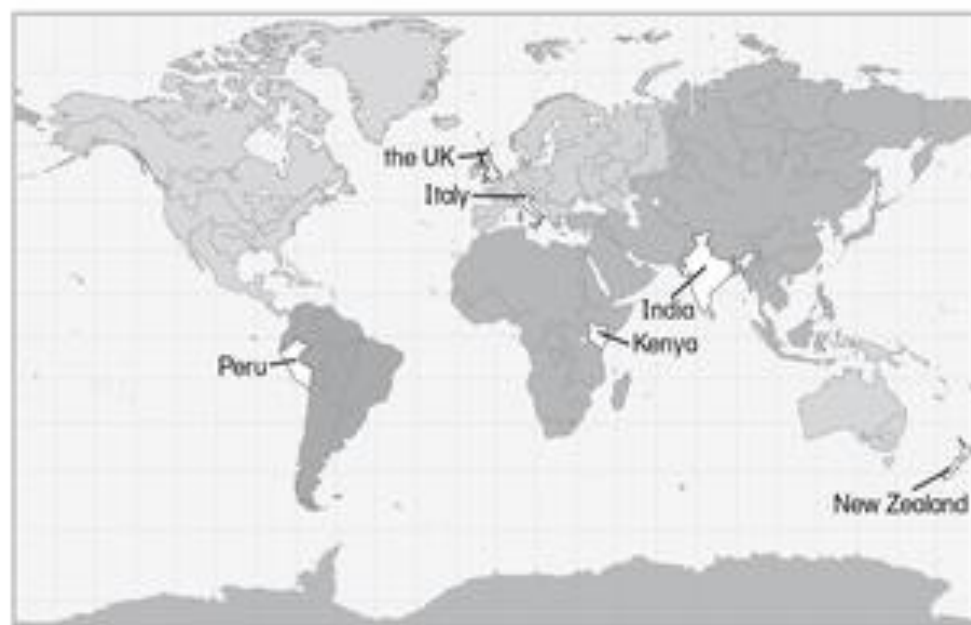 the UK
Italy
India
Kenya
Peru
New Zealand